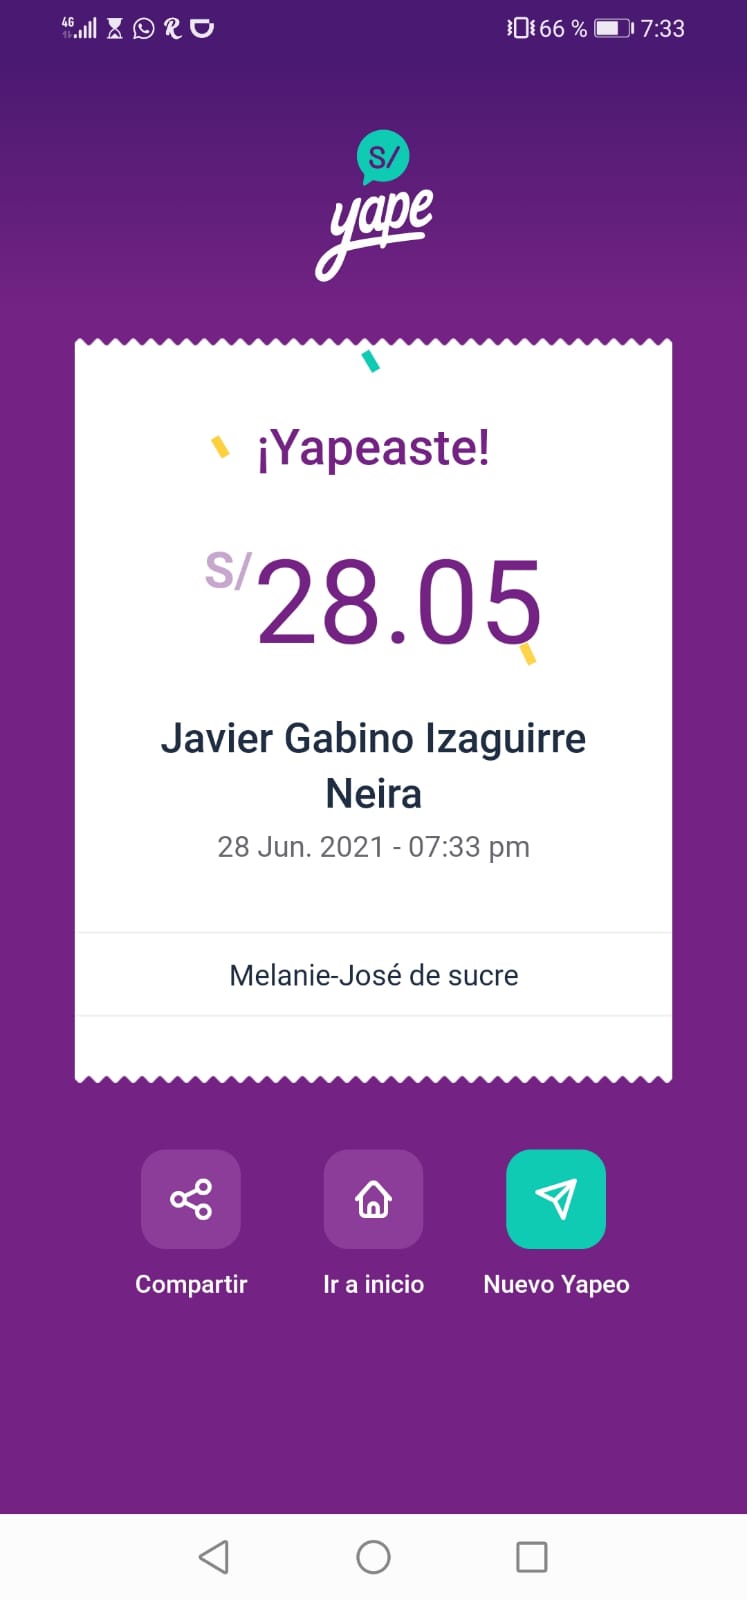 4G 66 % 7:33
S/
yape
¡Yapeaste!
S/28.05
Javier Gabino Izaguirre
Neira
28 Jun. 2021 - 07:33 pm
Melanie-José de sucre
Compartir Ir a inicio Nuevo Yapeo